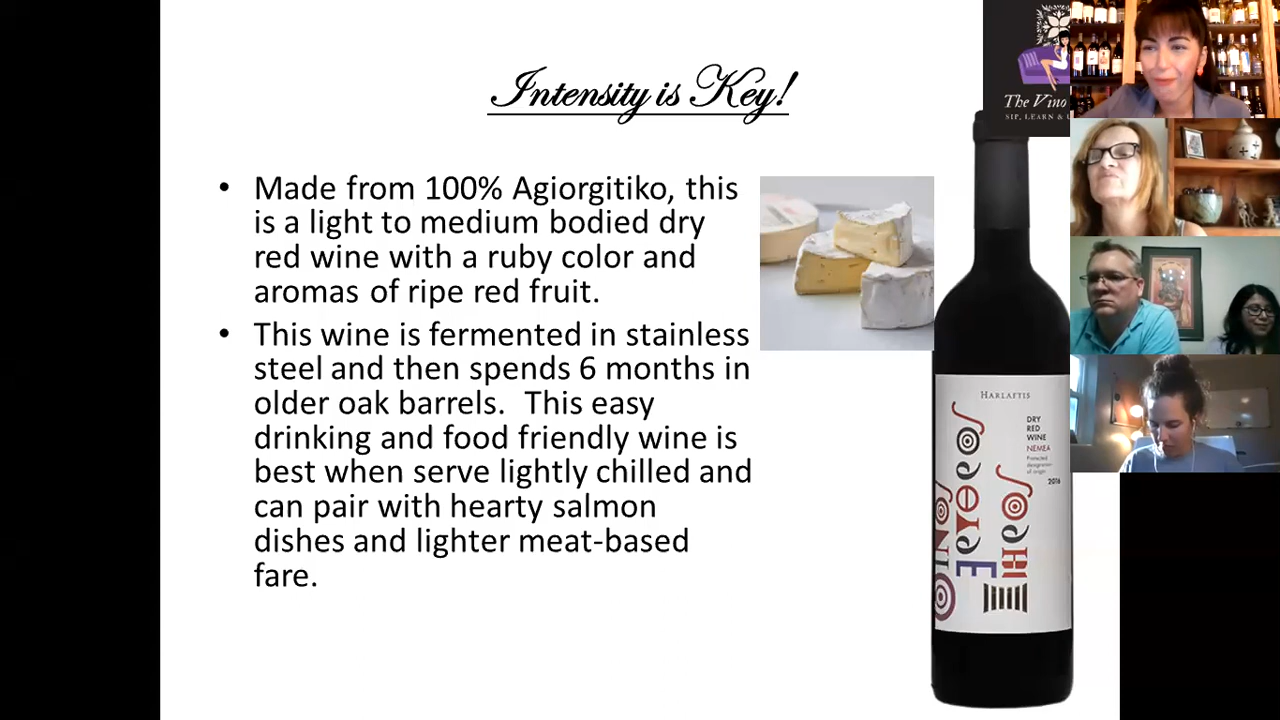 Intensity is Key!
The Vino
SIP, LEARN &
• Made from 100% Agiorgitiko, this
is a light to medium bodied dry
red wine with a ruby color and
aromas of ripe red fruit.
• This wine is fermented in stainless
steel and then spends 6 months in
older oak barrels.  This easy
drinking and food friendly wine is
best when serve lightly chilled and
can pair with hearty salmon
dishes and lighter meat-based
fare.
HARLAFTIS
DRY
RED
WINE
NEMEA
Protected
designation
of origin
2016